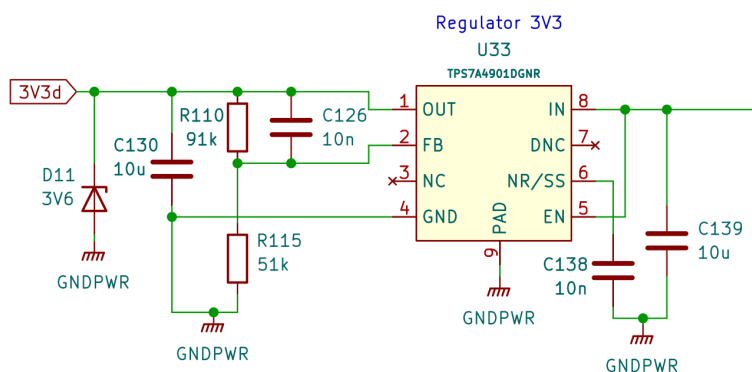 Regulator 3V3
U33
TPS7A4901DGNR
3V3d
R110
91k
C126
10n
C130
10u
D11
3V6
GNDPWR
R115
51k
GNDPWR
1 OUT
2 FB
3 NC
4 GND
IN 8
DNC 7
NR/SS 6
EN 5
PAD
9
GNDPWR
C138
10n
C139
10u
GNDPWR